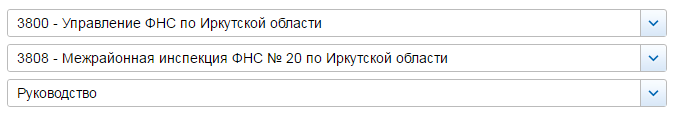 3800 - Управление ФНС по Иркутской области
3808 - Межрайонная инспекция ФНС № 20 по Иркутской области
Руководство